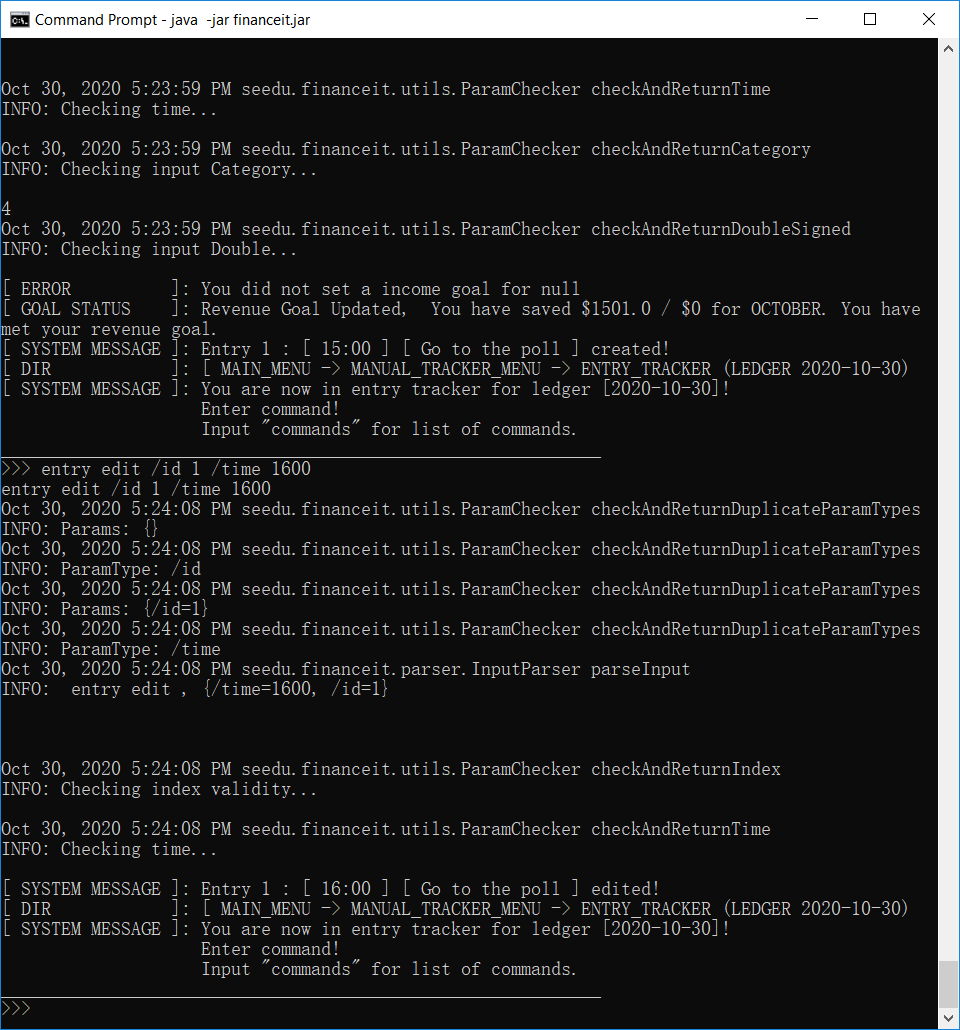 Command Prompt - java  -jar financeit.jar
Oct 30, 2020 5:23:59 PM seedu.financeit.utils.ParamChecker checkAndReturnTime
INFO: Checking time...
Oct 30, 2020 5:23:59 PM seedu.financeit.utils.ParamChecker checkAndReturnCategory
INFO: Checking input Category...
4
Oct 30, 2020 5:23:59 PM seedu.financeit.utils.ParamChecker checkAndReturnDoubleSigned
INFO: Checking input Double...
[ ERROR          ]: You did not set a income goal for null
[ GOAL STATUS    ]: Revenue Goal Updated,  You have saved $1501.0 / $0 for OCTOBER. You have
met your revenue goal.
[ SYSTEM MESSAGE ]: Entry 1 : [ 15:00 ] [ Go to the poll ] created!
[ DIR            ]: [ MAIN_MENU -> MANUAL_TRACKER_MENU -> ENTRY_TRACKER (LEDGER 2020-10-30)
[ SYSTEM MESSAGE ]: You are now in entry tracker for ledger [2020-10-30]!
Enter command!
Input "commands" for list of commands.
>>> entry edit /id 1 /time 1600
entry edit /id 1 /time 1600
Oct 30, 2020 5:24:08 PM seedu.financeit.utils.ParamChecker checkAndReturnDuplicateParamTypes
INFO: Params: {}
Oct 30, 2020 5:24:08 PM seedu.financeit.utils.ParamChecker checkAndReturnDuplicateParamTypes
INFO: ParamType: /id
Oct 30, 2020 5:24:08 PM seedu.financeit.utils.ParamChecker checkAndReturnDuplicateParamTypes
INFO: Params: {/id=1}
Oct 30, 2020 5:24:08 PM seedu.financeit.utils.ParamChecker checkAndReturnDuplicateParamTypes
INFO: ParamType: /time
Oct 30, 2020 5:24:08 PM seedu.financeit.parser.InputParser parseInput
INFO:  entry edit , {/time=1600, /id=1}
Oct 30, 2020 5:24:08 PM seedu.financeit.utils.ParamChecker checkAndReturnIndex
INFO: Checking index validity...
Oct 30, 2020 5:24:08 PM seedu.financeit.utils.ParamChecker checkAndReturnTime
INFO: Checking time...
[ SYSTEM MESSAGE ]: Entry 1 : [ 16:00 ] [ Go to the poll ] edited!
[ DIR            ]: [ MAIN_MENU -> MANUAL_TRACKER_MENU -> ENTRY_TRACKER (LEDGER 2020-10-30)
[ SYSTEM MESSAGE ]: You are now in entry tracker for ledger [2020-10-30]!
Enter command!
Input "commands" for list of commands.
>>>